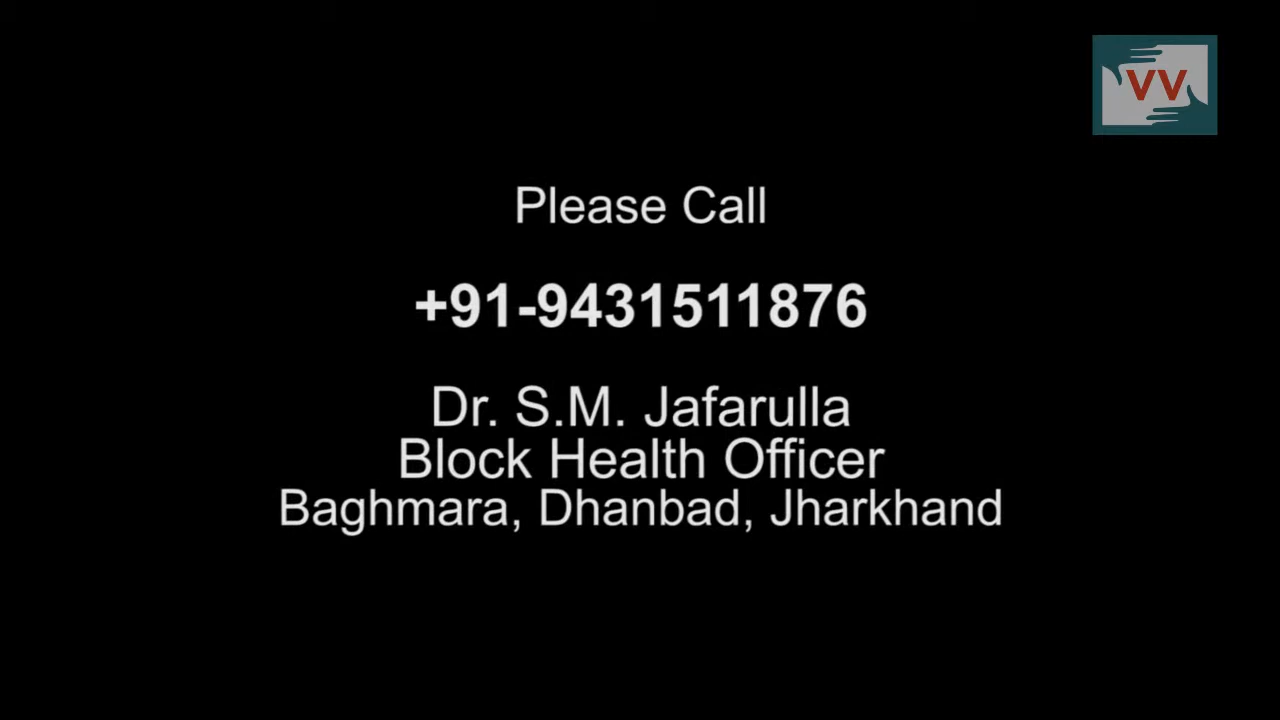 VV
Please Call
+91-9431511876
Dr. S.M. Jafarulla
Block Health Officer
Baghmara, Dhanbad, Jharkhand